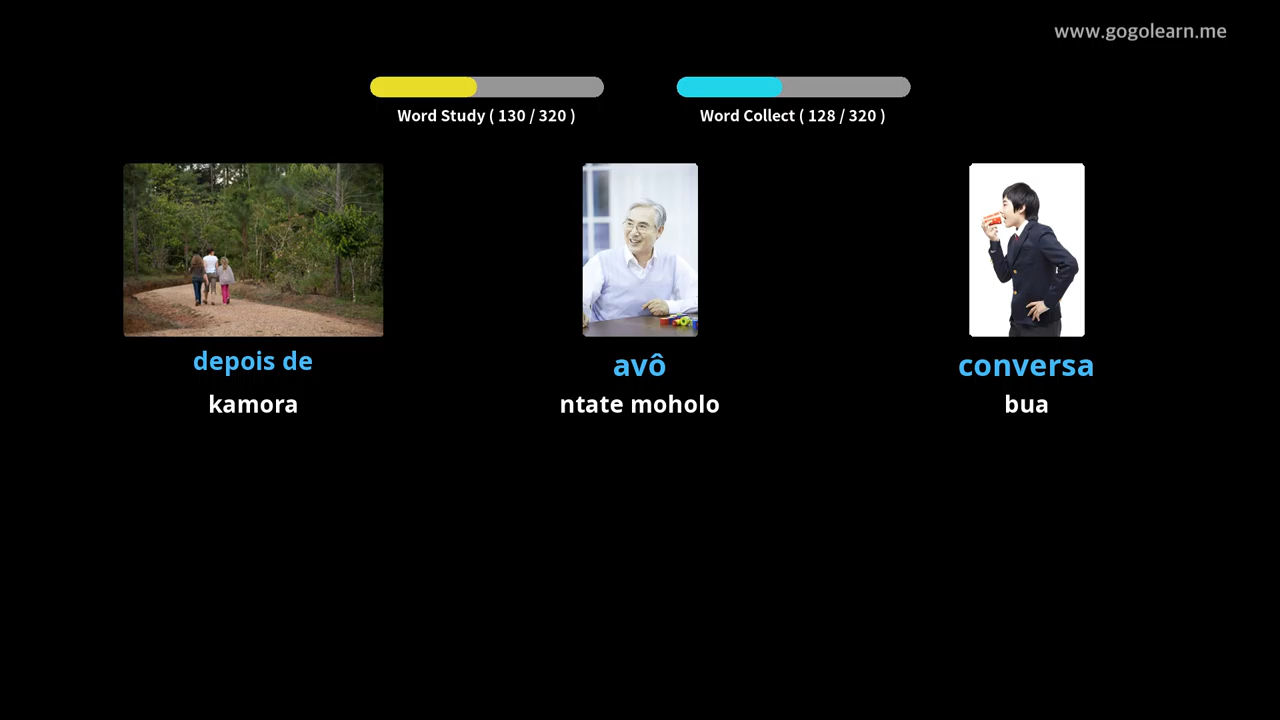 www.gogolearn.me
Word Study ( 130 / 320 )
Word Collect ( 128 / 320 )
depois de
avô
conversa
kamora
ntate moholo
bua